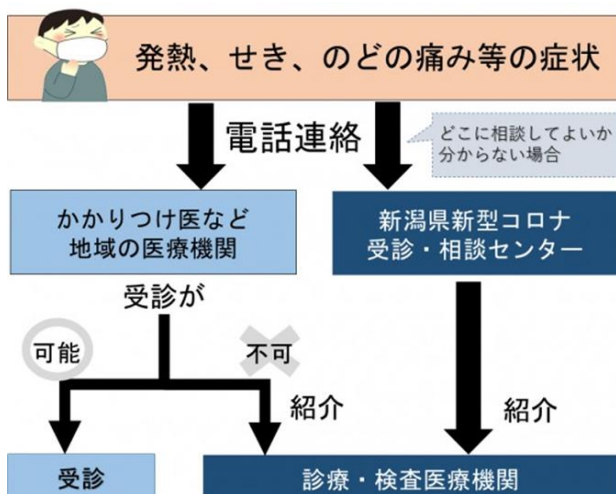 発熱、せき、のどの痛み等の症状
電話連絡
どこに相談してよいか
分からない場合
かかりつけ医など
地域の医療機関
新潟県新型コロナ
受診・相談センター
受診が
可能
不可
紹介
紹介
受診
診療・検査医療機関